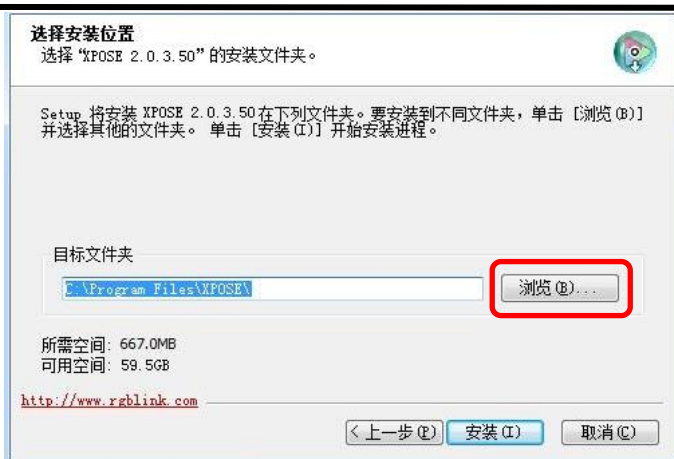 选择安装位置
选择“XPOSE 2.0.3.50”的安装文件夹。
Setup 将安装 XPOSE 2.0.3.50在下列文件夹。要安装到不同文件夹，单击 [浏览(B)]
并选择其他的文件夹。 单击 [安装(I)] 开始安装进程。
目标文件夹
C:\Program Files\XPOSE\
浏览(B)...
所需空间: 667.0MB
可用空间: 59.5GB
http://www.rgblink.com
<上一步(P) 安装(I) 取消(C)